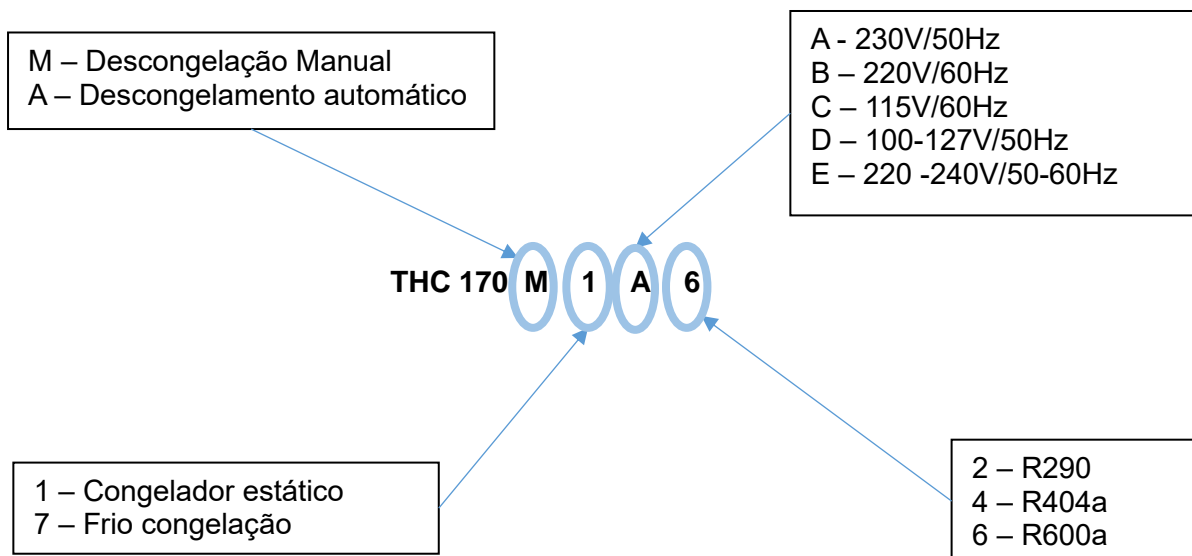 M – Descongelação Manual
A – Descongelamento automático
A - 230V/50Hz
B – 220V/60Hz
C – 115V/60Hz
D – 100-127V/50Hz
E – 220 -240V/50-60Hz
THC 170 M 1 A 6
1 – Congelador estático
7 – Frio congelação
2 – R290
4 – R404a
6 – R600a